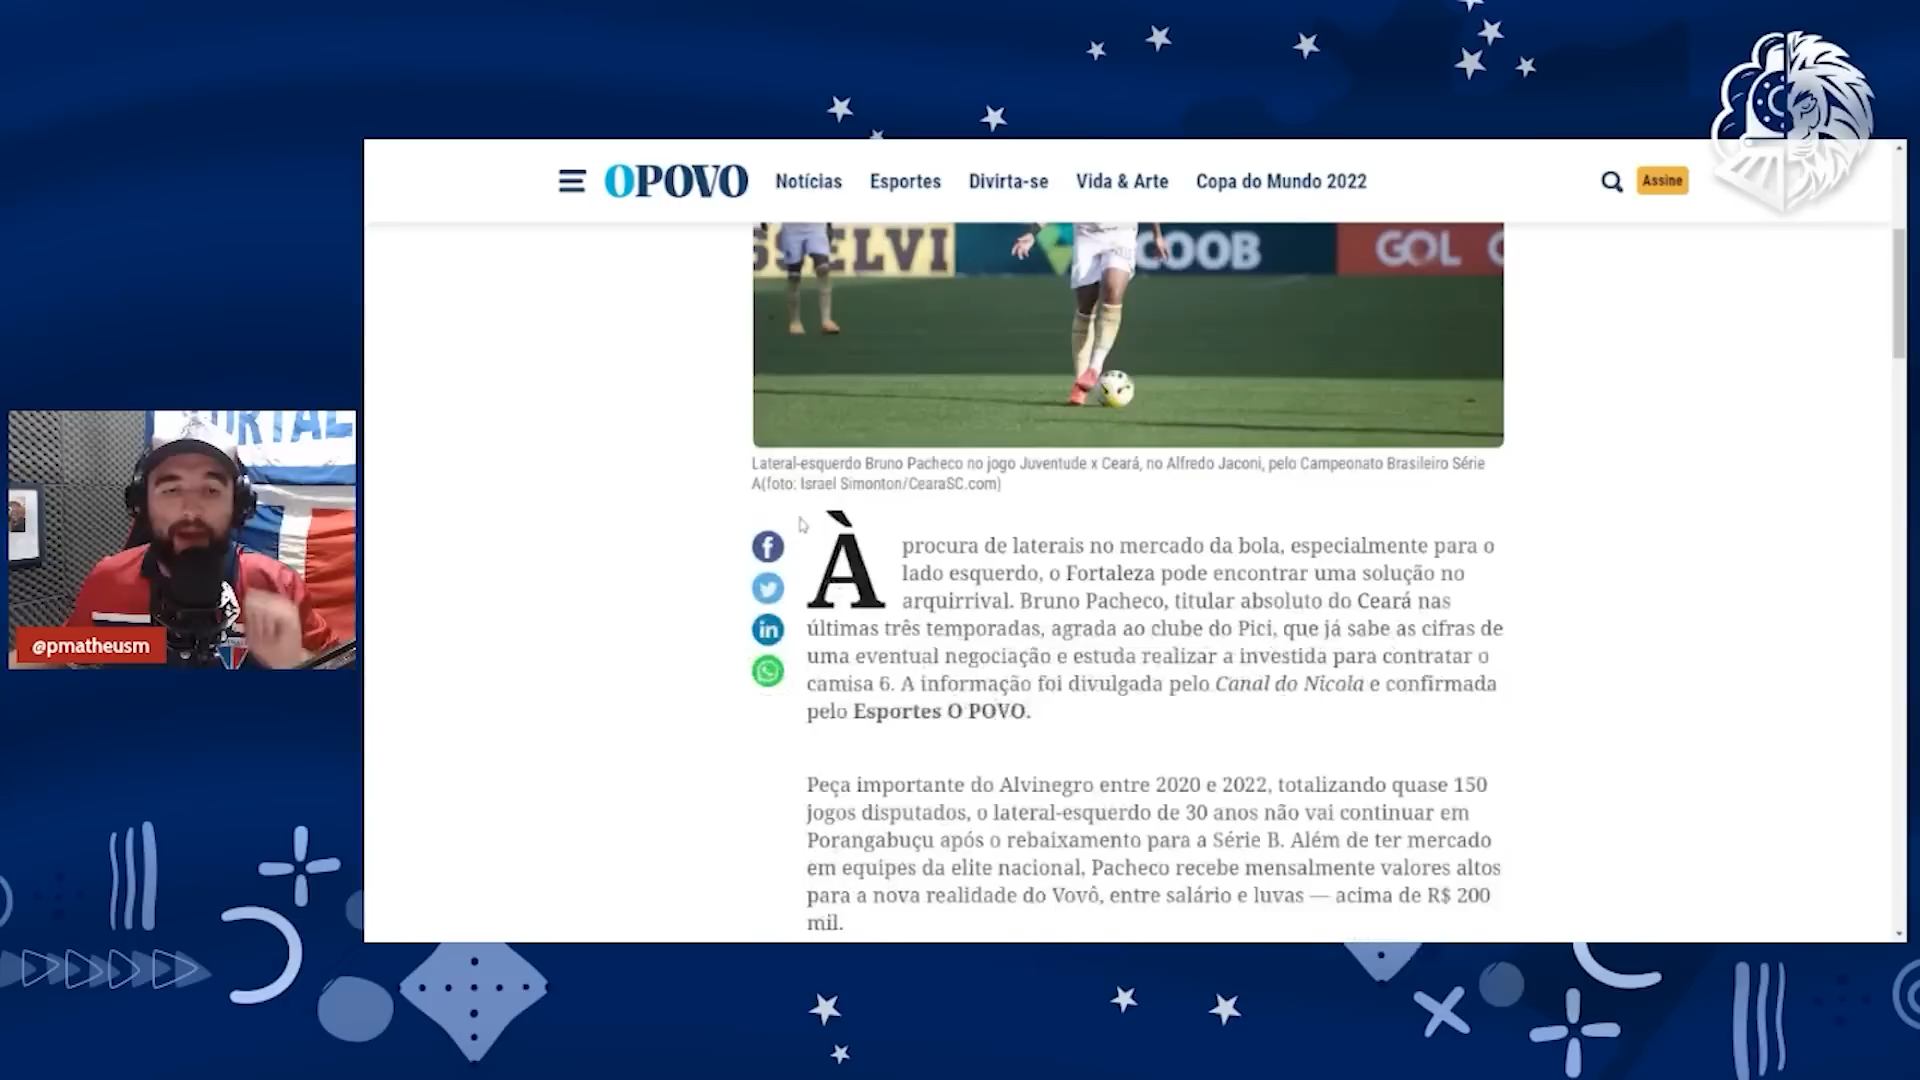 OPOVO
Notícias
Esportes
Divirta-se
Vida & Arte
Copa do Mundo 2022
Assine
SSELVI
COOB
GOL
Lateral-esquerdo Bruno Pacheco no jogo Juventude x Ceará, no Alfredo Jaconi, pelo Campeonato Brasileiro Série
A(foto: Israel Simonton/CearaSC.com)
À procura de laterais no mercado da bola, especialmente para o
lado esquerdo, o Fortaleza pode encontrar uma solução no
arquirrival. Bruno Pacheco, titular absoluto do Ceará nas
últimas três temporadas, agrada ao clube do Pici, que já sabe as cifras de
uma eventual negociação e estuda realizar a investida para contratar o
camisa 6. A informação foi divulgada pelo Canal do Nicola e confirmada
pelo Esportes O POVO.
Peça importante do Alvinegro entre 2020 e 2022, totalizando quase 150
jogos disputados, o lateral-esquerdo de 30 anos não vai continuar em
Porangabuçu após o rebaixamento para a Série B. Além de ter mercado
em equipes da elite nacional, Pacheco recebe mensalmente valores altos
para a nova realidade do Vovô, entre salário e luvas — acima de R$ 200
mil.
ORTAL
@pmatheusm